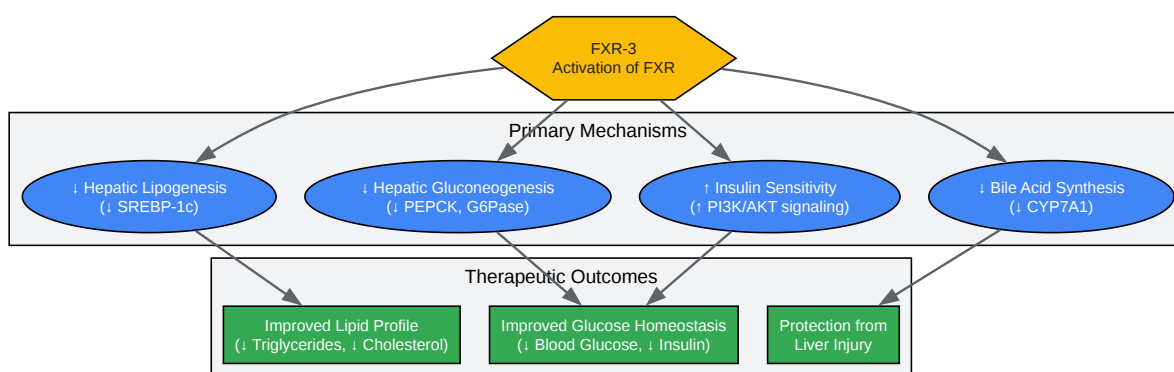 FXR-3
Activation of FXR
Primary Mechanisms
↓ Hepatic Lipogenesis
(↓ SREBP-1c)
↓ Hepatic Gluconeogenesis
(↓ PEPCK, G6Pase)
↑ Insulin Sensitivity
(↑ PI3K/AKT signaling)
↓ Bile Acid Synthesis
(↓ CYP7A1)
Therapeutic Outcomes
Improved Lipid Profile
(↓ Triglycerides, ↓ Cholesterol)
Improved Glucose Homeostasis
(↓ Blood Glucose, ↓ Insulin)
Protection from
Liver Injury